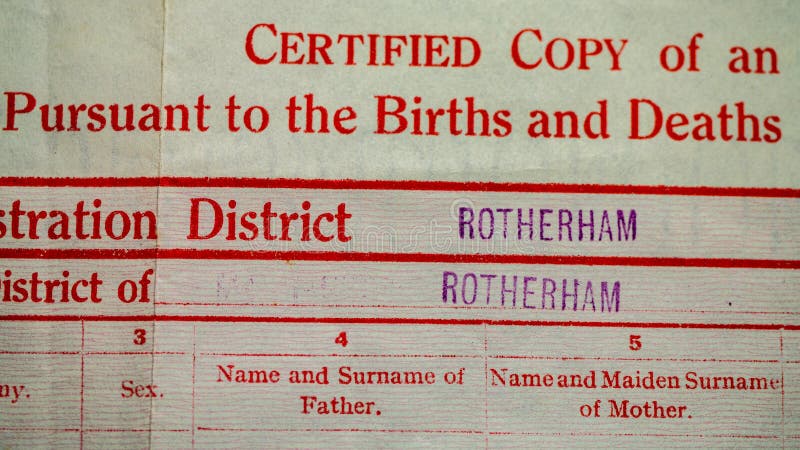 CERTIFIED COPY of an
Pursuant to the Births and Deaths
stration District ROTHERHAM
istrict of ROTHERHAM
3 4 5
ny. Sex. Name and Surname of Father. Name and Maiden Surname of Mother.
dreamstime